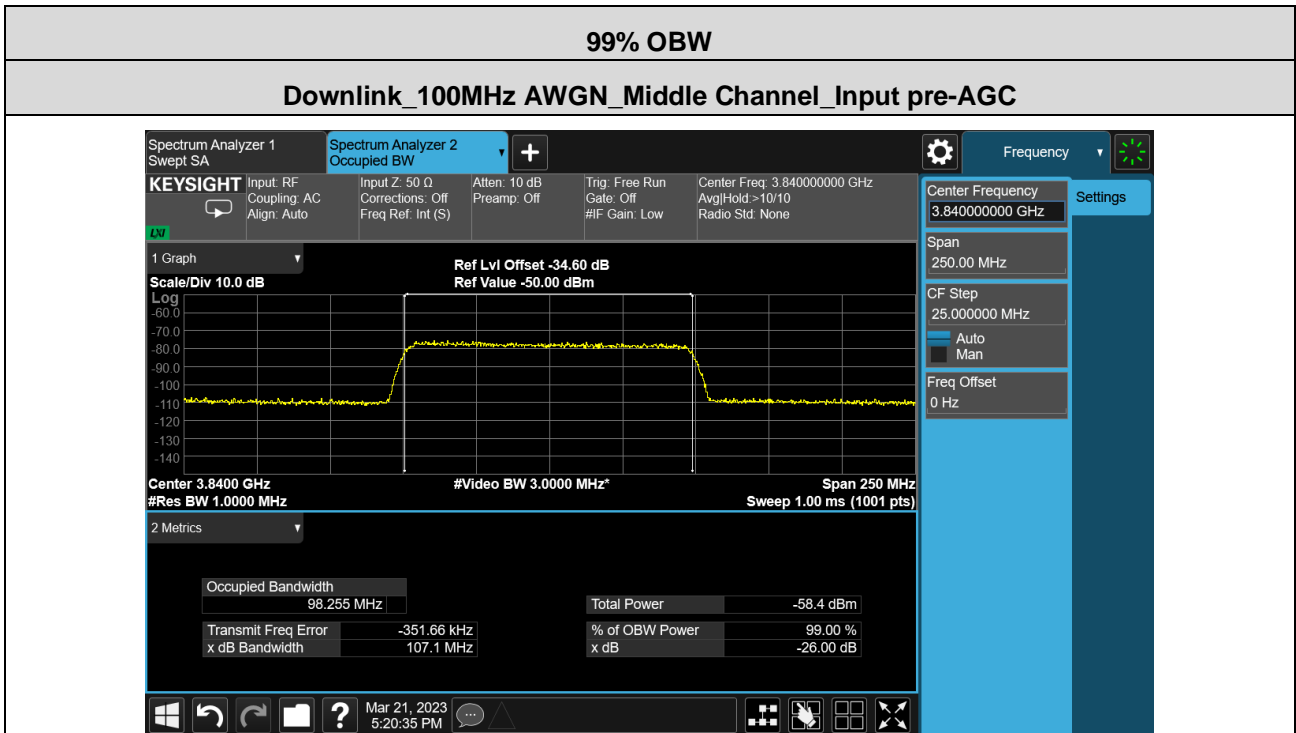 99% OBW
Downlink_100MHz AWGN_Middle Channel_Input pre-AGC
Spectrum Analyzer 1
Swept SA
Spectrum Analyzer 2
Occupied BW
Frequency
KEYSIGHT
LXI
Input: RF
Coupling: AC
Align: Auto
Input Z: 50 Ω
Corrections: Off
Freq Ref: Int (S)
Atten: 10 dB
Preamp: Off
Trig: Free Run
Gate: Off
#IF Gain: Low
Center Freq: 3.840000000 GHz
Avg|Hold:>10/10
Radio Std: None
Center Frequency
3.840000000 GHz
Settings
Span
250.00 MHz
CF Step
25.000000 MHz
Auto
Man
Freq Offset
0 Hz
1 Graph
Scale/Div 10.0 dB
Ref Lvl Offset -34.60 dB
Ref Value -50.00 dBm
Log
-60.0
-70.0
-80.0
-90.0
-100
-110
-120
-130
-140
Center 3.8400 GHz
#Video BW 3.0000 MHz*
Span 250 MHz
#Res BW 1.0000 MHz
Sweep 1.00 ms (1001 pts)
2 Metrics
Occupied Bandwidth
98.255 MHz
Total Power -58.4 dBm
Transmit Freq Error -351.66 kHz
% of OBW Power 99.00 %
x dB Bandwidth 107.1 MHz
x dB -26.00 dB
?
Mar 21, 2023
5:20:35 PM